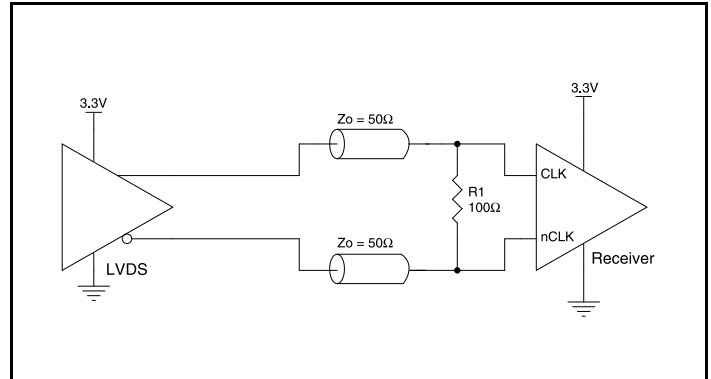 3.3V
3.3V
Zo = 50Ω
CLK
R1
100Ω
nCLK
Zo = 50Ω
LVDS
Receiver